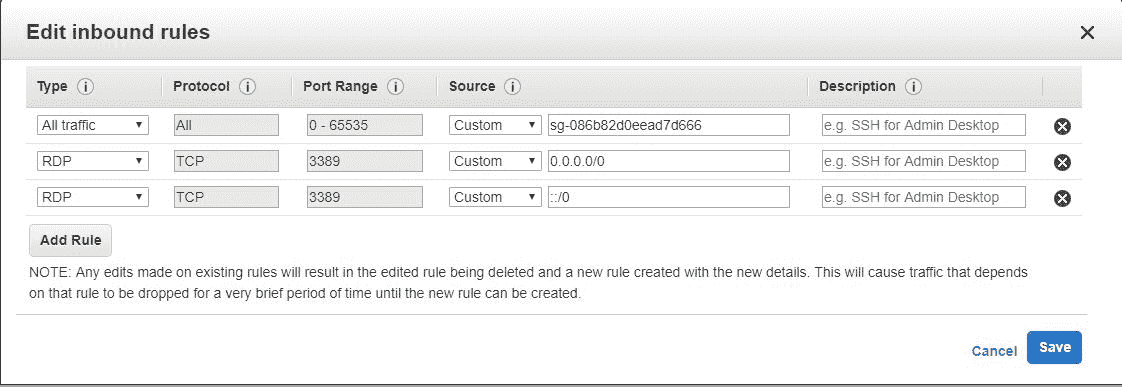 Edit inbound rules
Type Protocol Port Range Source Description
All traffic All 0 - 65535 Custom sg-086b82d0eead7d666 e.g. SSH for Admin Desktop
RDP TCP 3389 Custom 0.0.0.0/0 e.g. SSH for Admin Desktop
RDP TCP 3389 Custom ::/0 e.g. SSH for Admin Desktop
Add Rule
NOTE: Any edits made on existing rules will result in the edited rule being deleted and a new rule created with the new details. This will cause traffic that depends
on that rule to be dropped for a very brief period of time until the new rule can be created.
Cancel Save